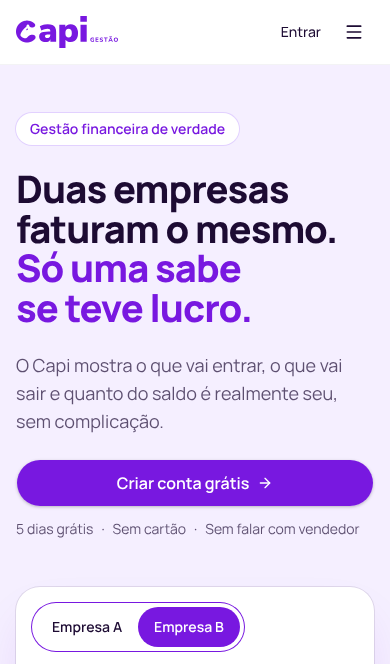 Capi GESTÃO
Entrar
Gestão financeira de verdade
Duas empresas
faturam o mesmo.
Só uma sabe
se teve lucro.
O Capi mostra o que vai entrar, o que vai
sair e quanto do saldo é realmente seu,
sem complicação.
Criar conta grátis →
5 dias grátis · Sem cartão · Sem falar com vendedor
Empresa A
Empresa B